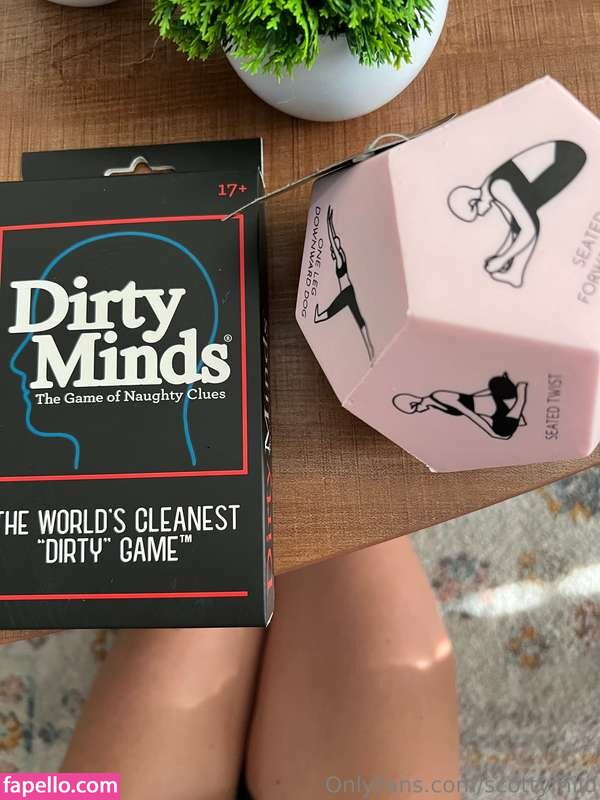 17+
Dirty
Minds®
The Game of Naughty Clues
THE WORLD'S CLEANEST
"DIRTY" GAME™
ONE LEG
DOWNWARD DOG
SEATED
SEATED TWIST
fapello.com